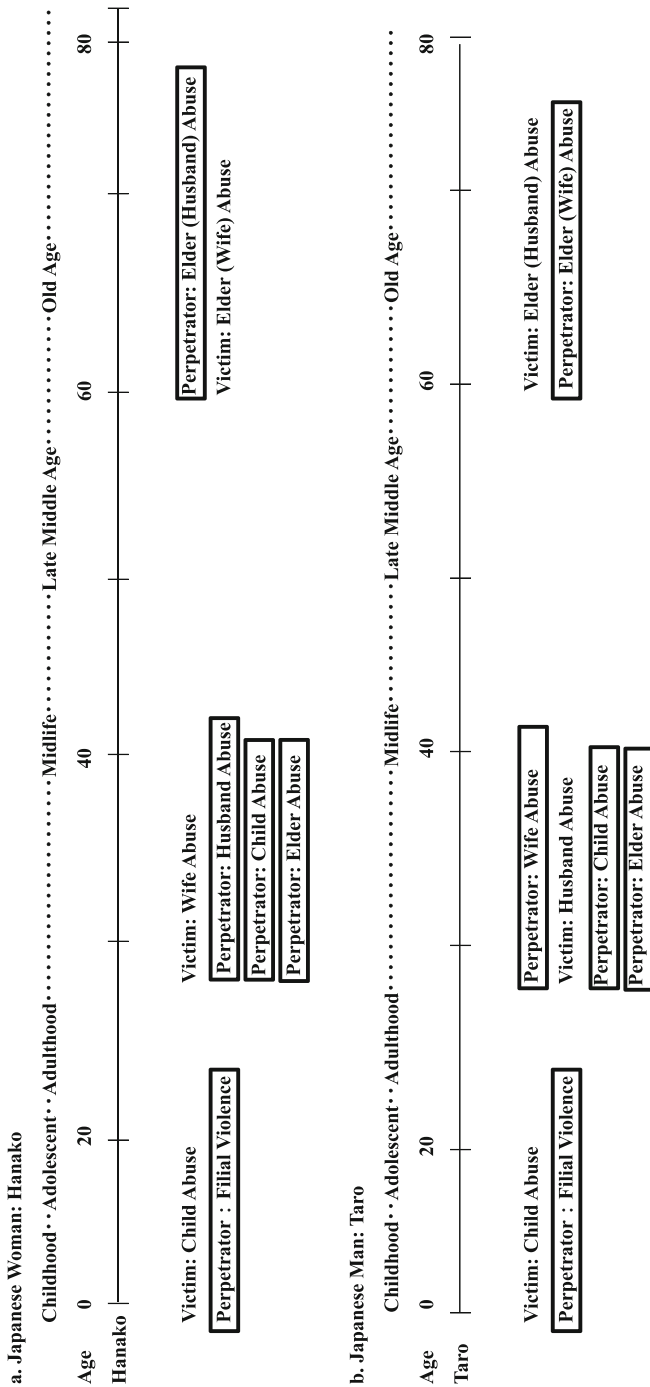 a. Japanese Woman: Hanako
Childhood · · Adolescent · · Adulthood · · · · · · · · · · · · · · · · · · · · · Midlife · · · · · · · · · · · · · · Late Middle Age · · · · · · · · · · · · · · Old Age · · · · · · · · · · · · · · · · · · · · · ·
Age 0 20 40 60 80
Hanako
Victim: Child Abuse
Perpetrator : Filial Violence
Victim: Wife Abuse
Perpetrator: Husband Abuse
Perpetrator: Child Abuse
Perpetrator: Elder Abuse
Perpetrator: Elder (Husband) Abuse
Victim: Elder (Wife) Abuse
b. Japanese Man: Taro
Childhood · · Adolescent · · Adulthood · · · · · · · · · · · · · · · · · · · · · Midlife · · · · · · · · · · · · · · Late Middle Age · · · · · · · · · · · · · · Old Age · · · · · · · · · · · · · · · · · · · · · ·
Age 0 20 40 60 80
Taro
Victim: Child Abuse
Perpetrator : Filial Violence
Perpetrator: Wife Abuse
Victim: Husband Abuse
Perpetrator: Child Abuse
Perpetrator: Elder Abuse
Victim: Elder (Husband) Abuse
Perpetrator: Elder (Wife) Abuse